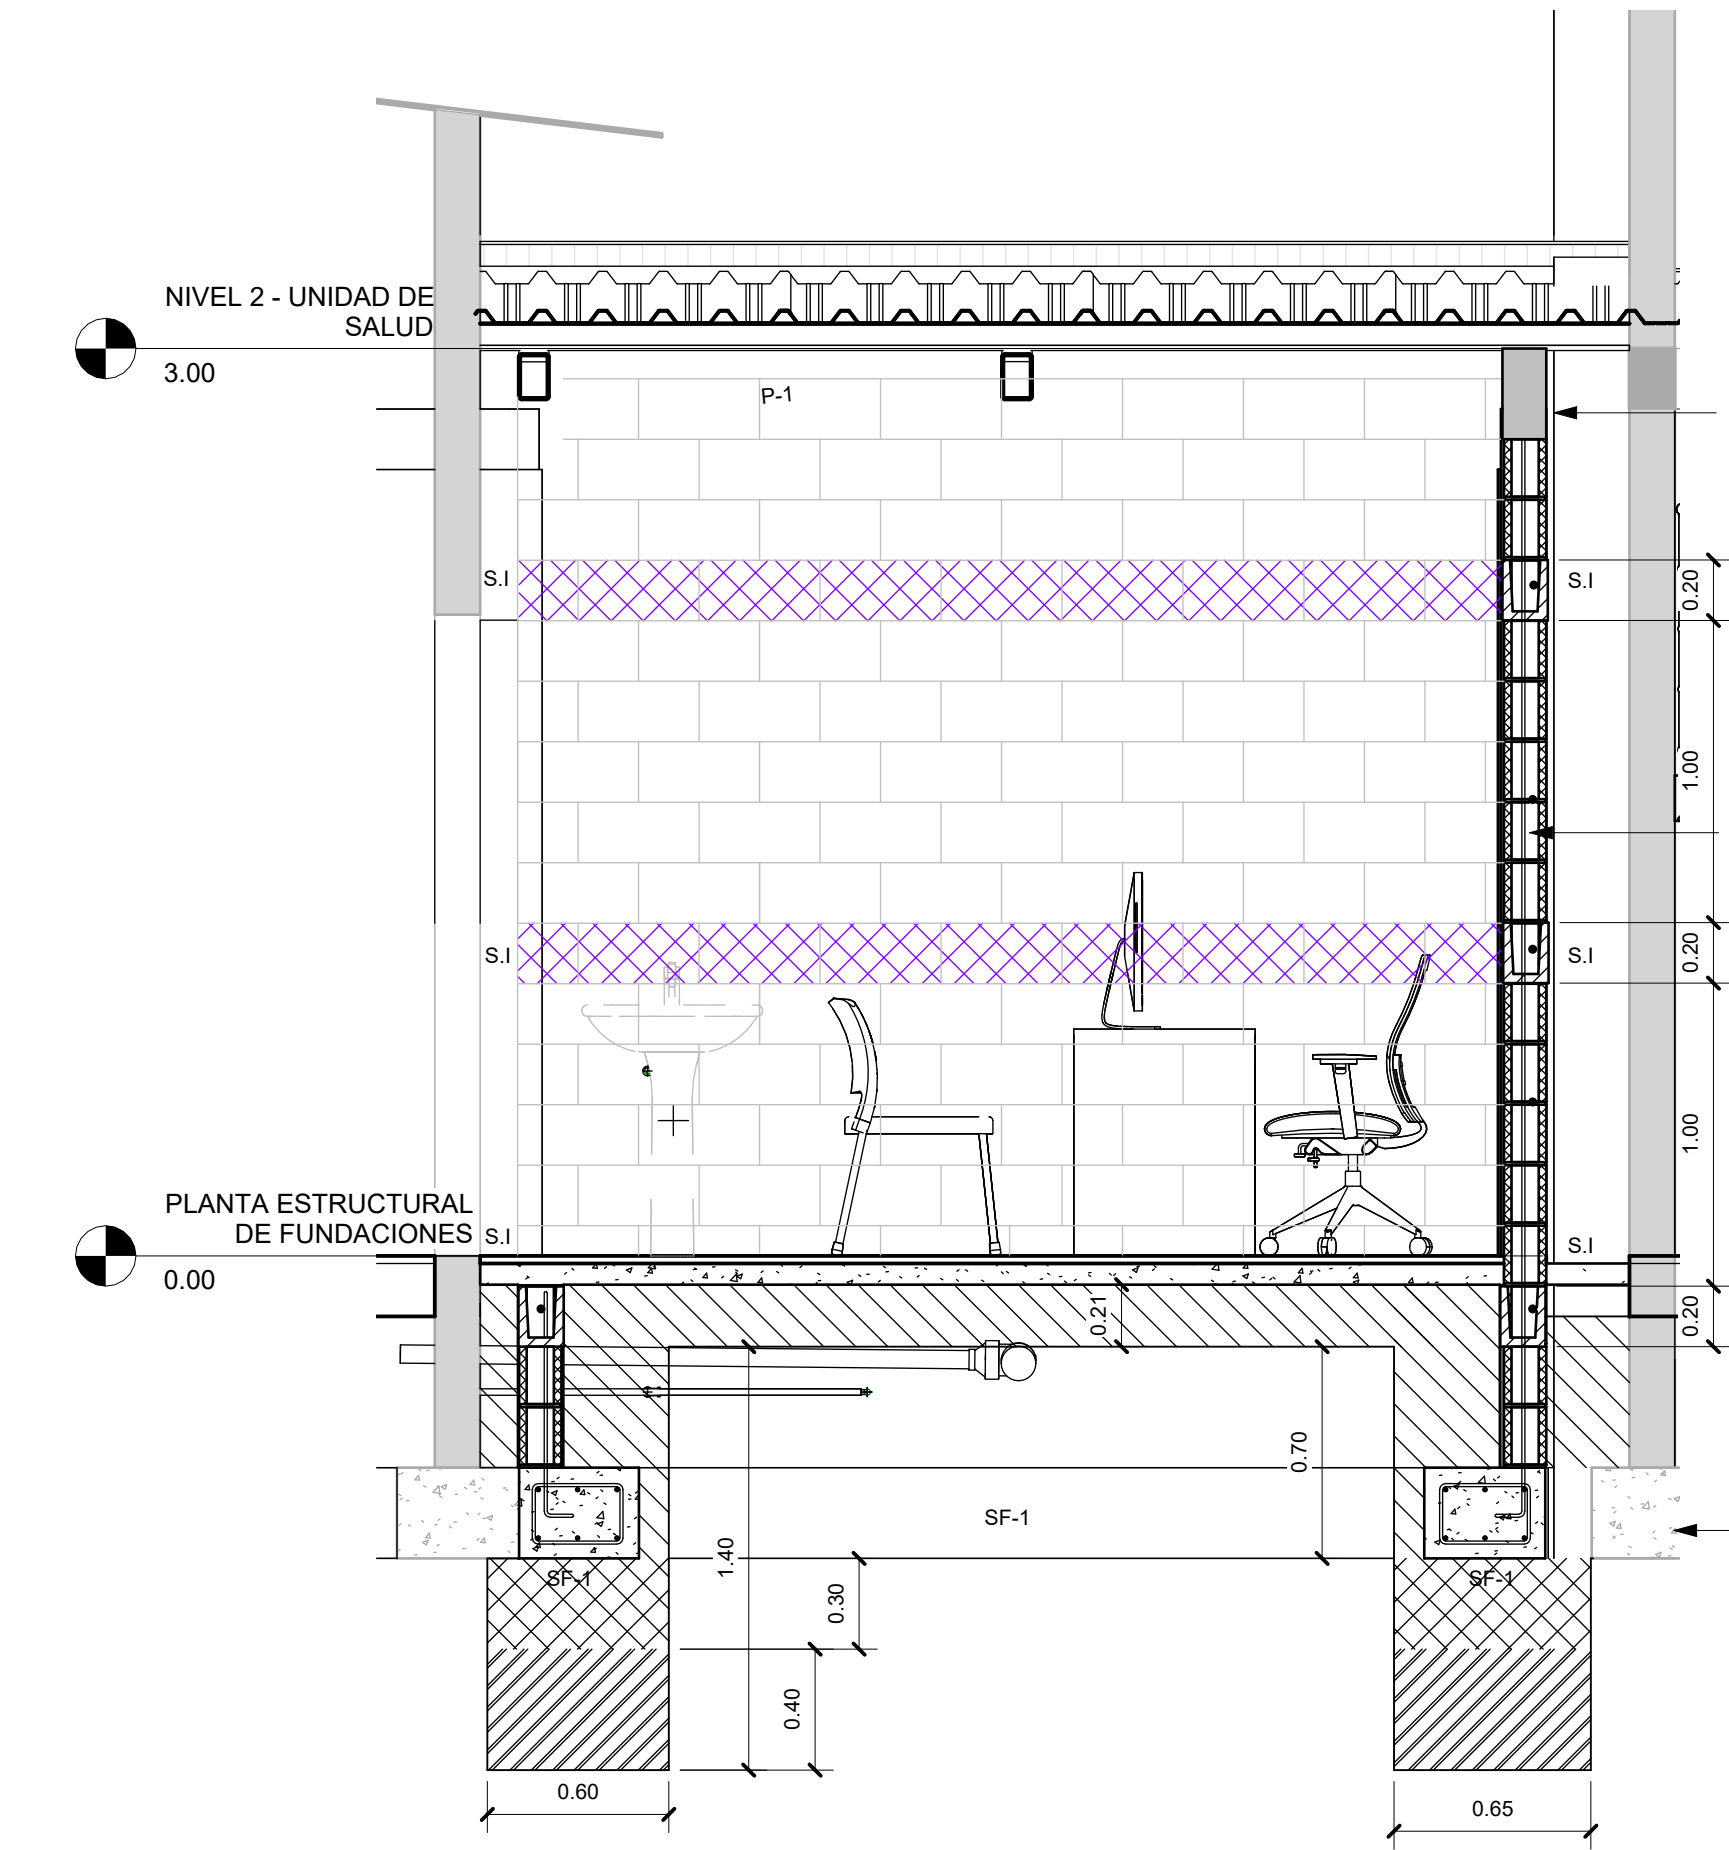 NIVEL 2 - UNIDAD DE
SALUD
3.00
P-1
S.I
S.I
0.20
1.00
S.I
S.I
0.20
1.00
PLANTA ESTRUCTURAL
DE FUNDACIONES
S.I
S.I
0.00
0.21
0.20
0.70
SF-1
1.40
SF-1
SF-1
0.30
0.40
0.60
0.65